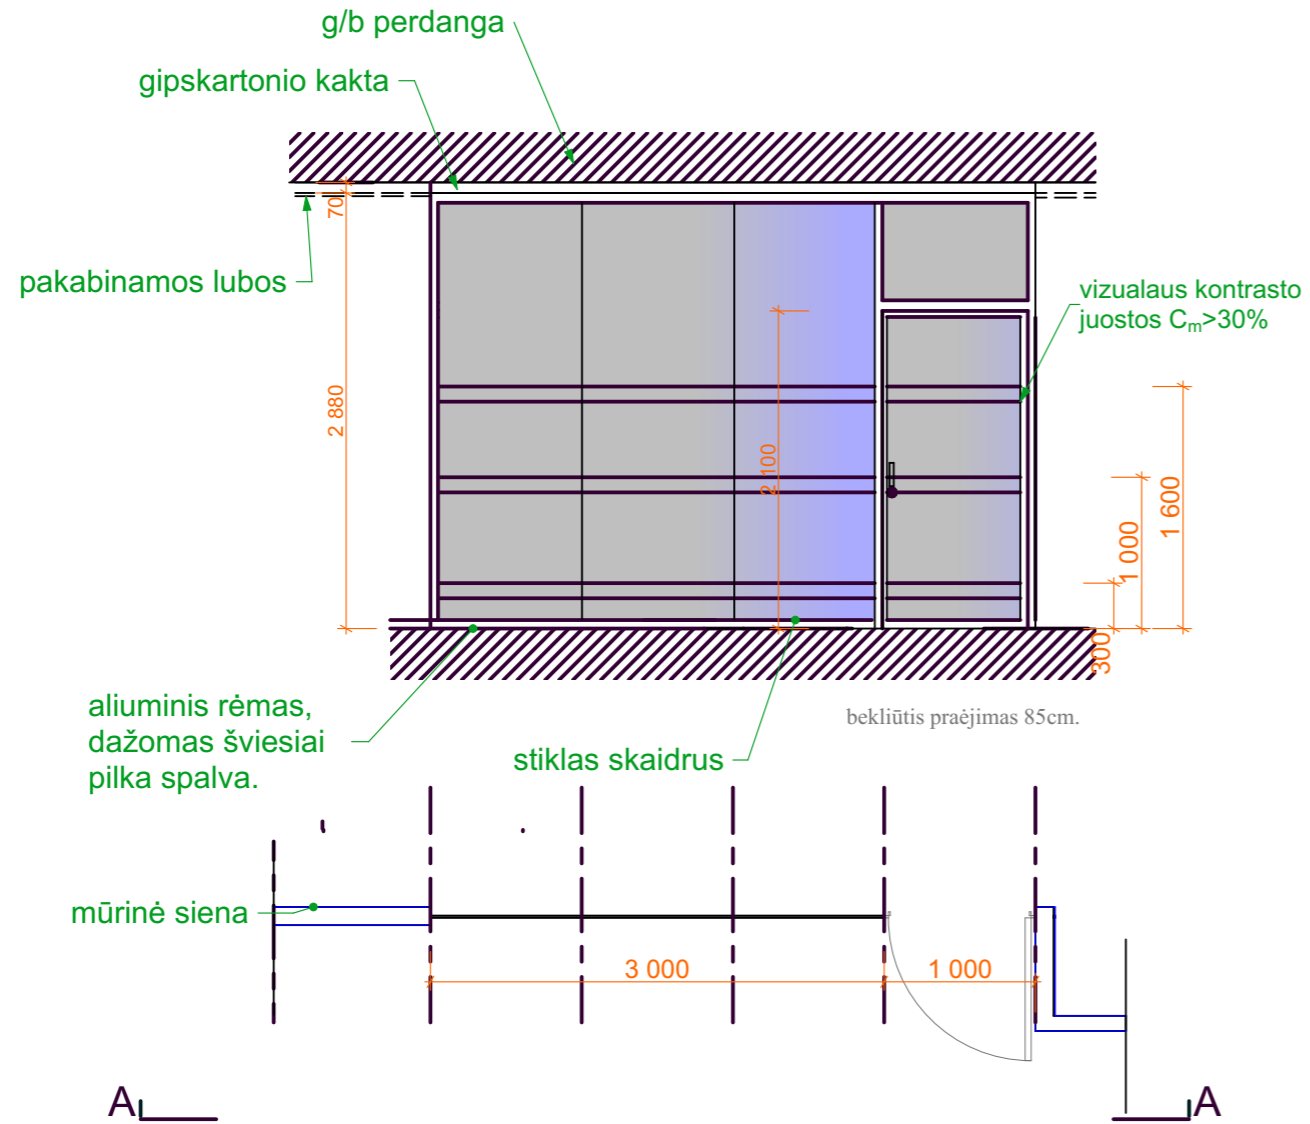 g/b perdanga
gipskartonio kakta
70
pakabinamos lubos
vizualaus kontrasto
juostos Cm>30%
2 880
2 100
1 600
1 000
300
aliuminis rėmas,
dažomas šviesiai
pilka spalva.
bekliūtis praėjimas 85cm.
stiklas skaidrus
mūrinė siena
3 000
1 000
A
A